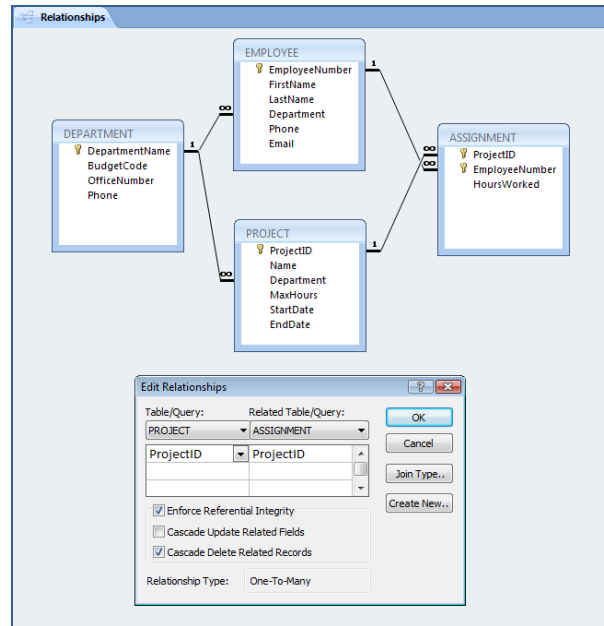 Relationships
EMPLOYEE
EmployeeNumber
FirstName
LastName
Department
Phone
Email
DEPARTMENT
DepartmentName
BudgetCode
OfficeNumber
Phone
ASSIGNMENT
ProjectID
EmployeeNumber
HoursWorked
PROJECT
ProjectID
Name
Department
MaxHours
StartDate
EndDate
1
∞
1
∞
∞
∞
1
Edit Relationships
Table/Query: Related Table/Query:
PROJECT ASSIGNMENT
ProjectID ProjectID
Enforce Referential Integrity
Cascade Update Related Fields
Cascade Delete Related Records
Relationship Type: One-To-Many
?
OK
Cancel
Join Type..
Create New..